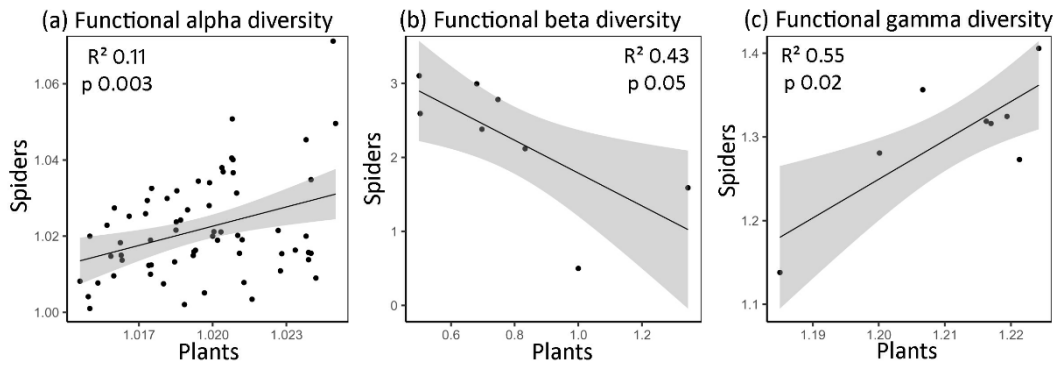 (a) Functional alpha diversity
R² 0.11
p 0.003
Spiders
1.06
1.04
1.02
1.00
1.017
1.020
1.023
Plants
(b) Functional beta diversity
R² 0.43
p 0.05
Spiders
3
2
1
0
0.6
0.8
1.0
1.2
Plants
(c) Functional gamma diversity
R² 0.55
p 0.02
Spiders
1.4
1.3
1.2
1.1
1.19
1.20
1.21
1.22
Plants